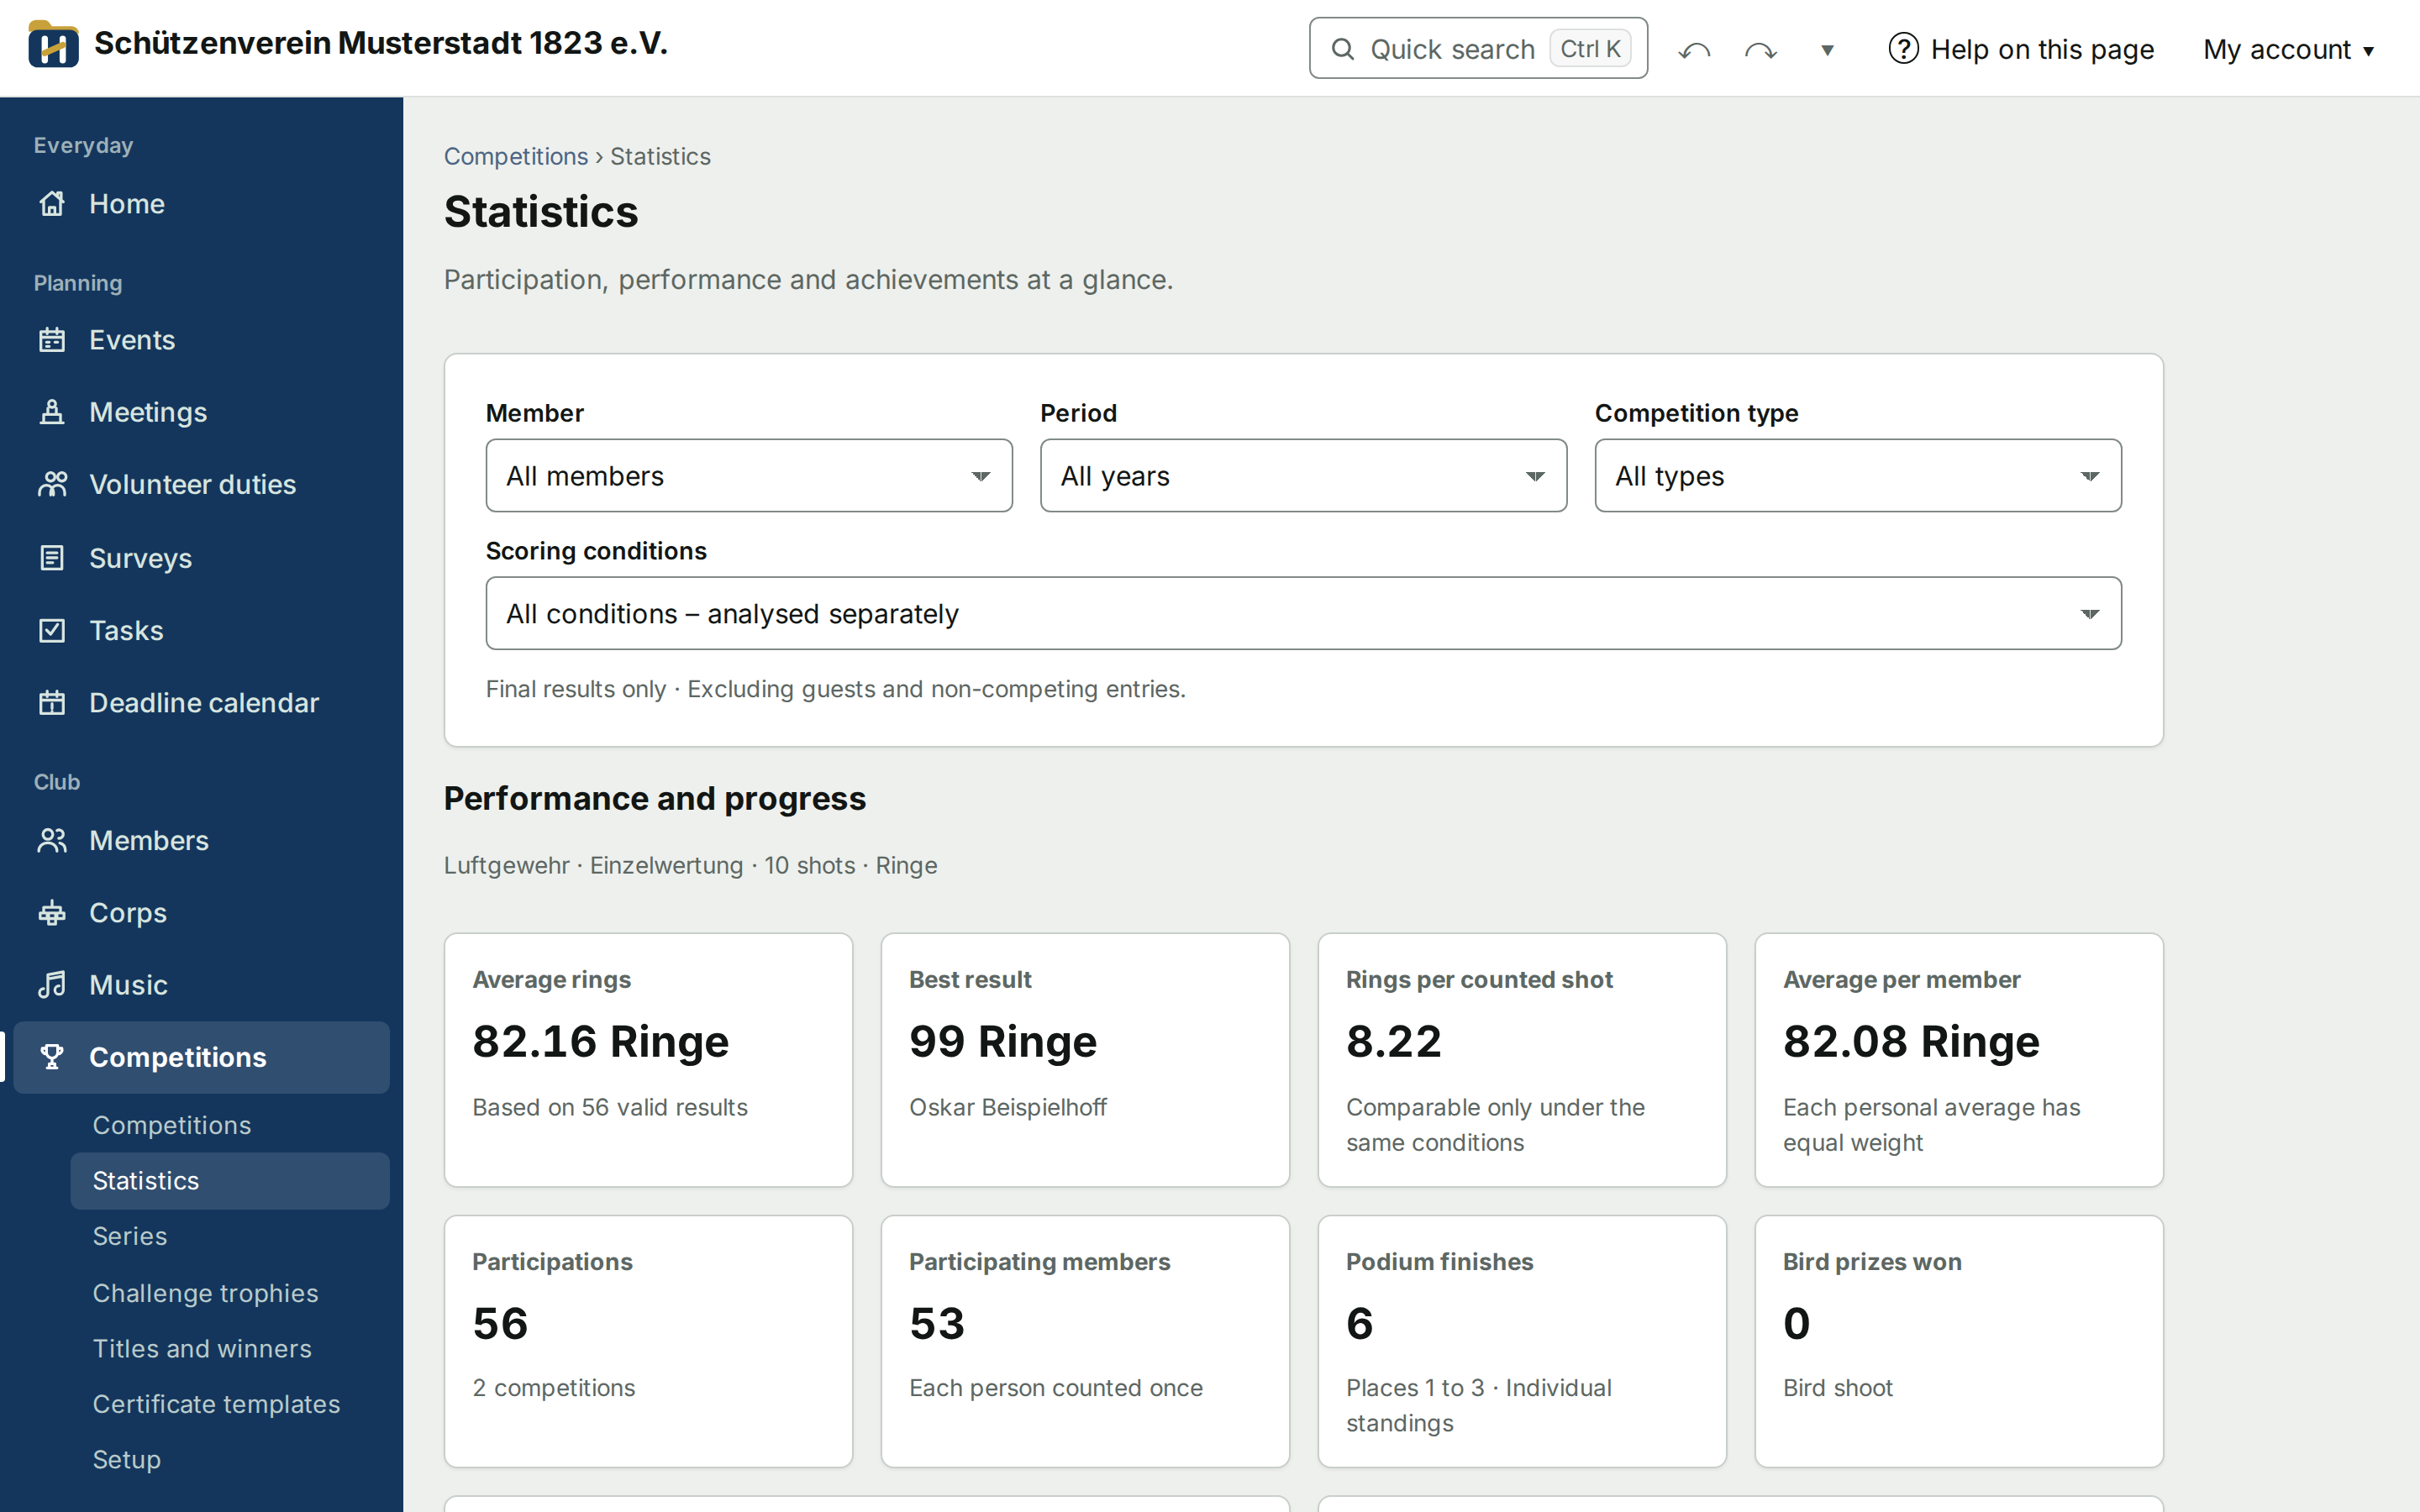 Schützenverein Musterstadt 1823 e.V.
Quick search Ctrl K
Help on this page
My account
Everyday
Home
Planning
Events
Meetings
Volunteer duties
Surveys
Tasks
Deadline calendar
Club
Members
Corps
Music
Competitions
Competitions
Statistics
Series
Challenge trophies
Titles and winners
Certificate templates
Setup
Competitions › Statistics
Statistics
Participation, performance and achievements at a glance.
Member
All members
Period
All years
Competition type
All types
Scoring conditions
All conditions – analysed separately
Final results only · Excluding guests and non-competing entries.
Performance and progress
Luftgewehr · Einzelwertung · 10 shots · Ringe
Average rings
82.16 Ringe
Based on 56 valid results
Best result
99 Ringe
Oskar Beispielhoff
Rings per counted shot
8.22
Comparable only under the
same conditions
Average per member
82.08 Ringe
Each personal average has
equal weight
Participations
56
2 competitions
Participating members
53
Each person counted once
Podium finishes
6
Places 1 to 3 · Individual
standings
Bird prizes won
0
Bird shoot